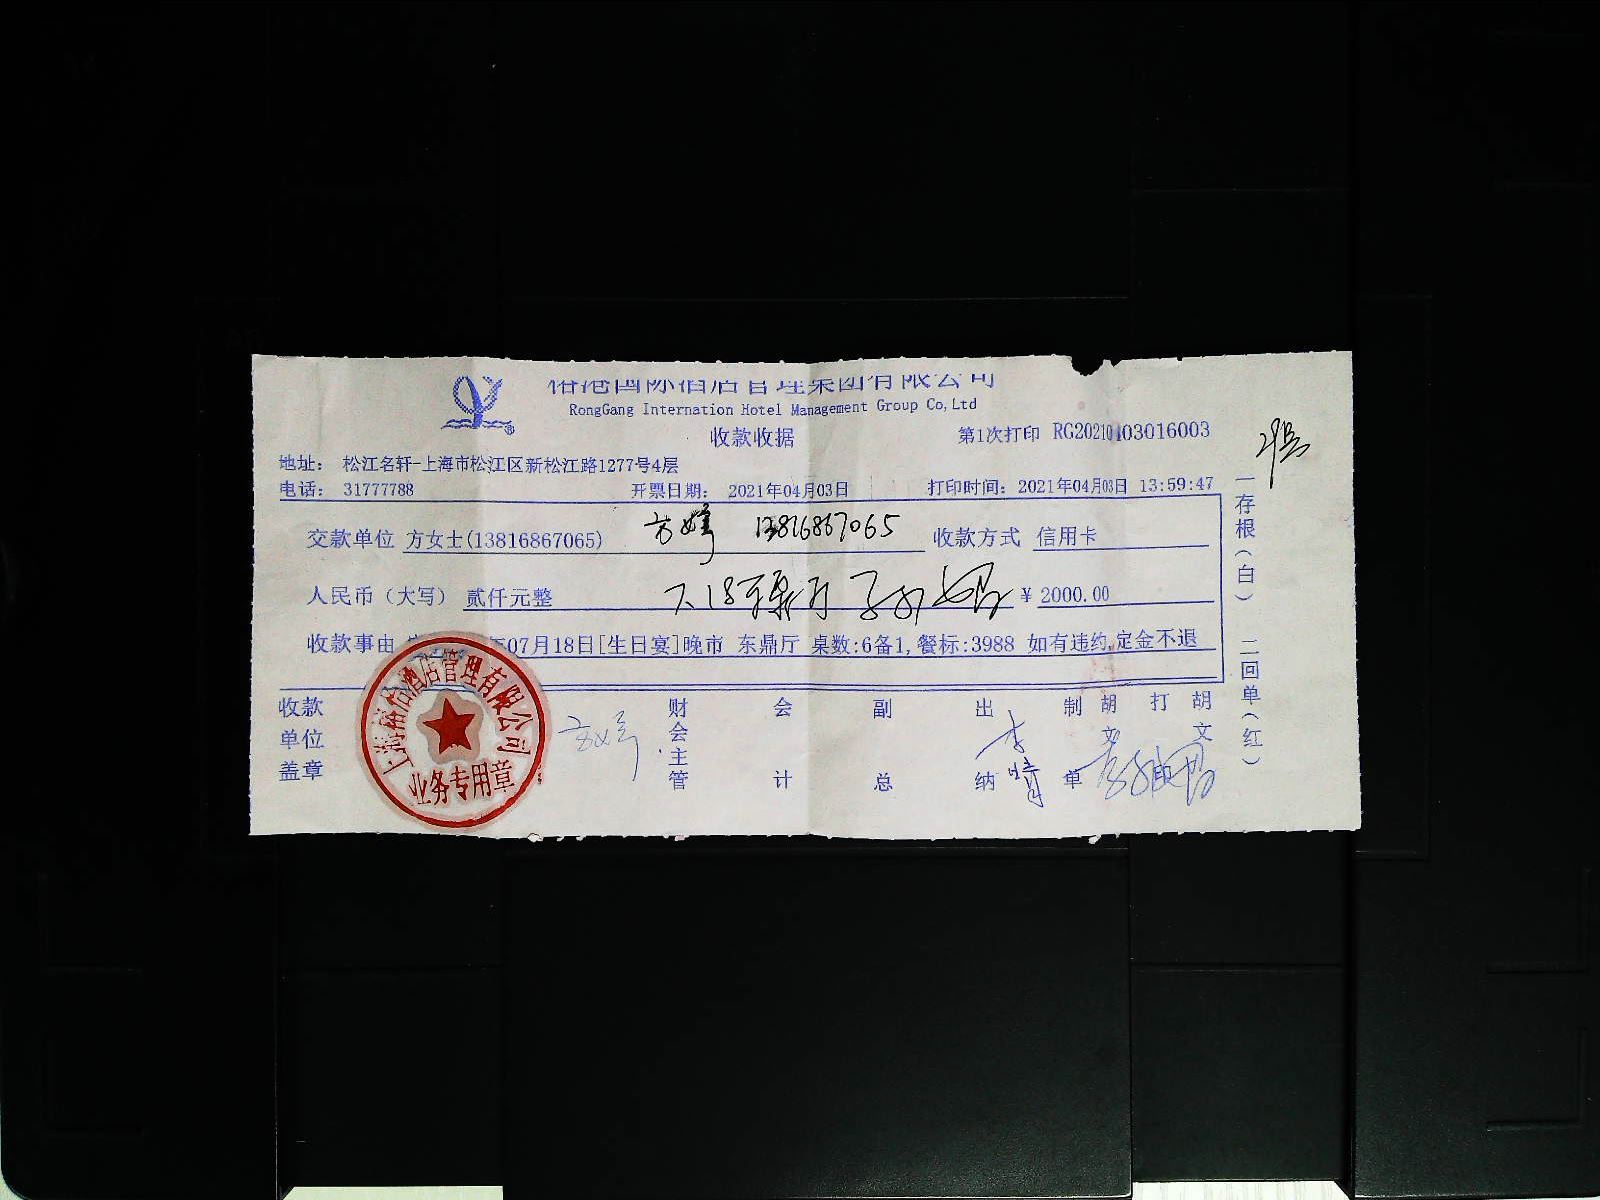 国际酒店管理集团有限公司
RongGang Internation Hotel Management Group Co,Ltd
收款收据 第1次打印 RG20210403016003
地址： 松江名轩-上海市松江区新松江路1277号4层
电话： 31777788 开票日期： 2021年04月03日 打印时间：2021年04月03日 13:59:47
交款单位 方女士(13816867065) 13816867065 收款方式 信用卡
人民币（大写） 贰仟元整 ¥ 2000.00
收款事由 年07月18日[生日宴]晚市 东鼎厅 桌数:6备1,餐标:3988 如有违约,定金不退
收款单位盖章 财会主管 会计 副总 出纳 制单 胡文 打 胡文
酒店管理有限公司
业务专用章
一存根（白） 二回单（红）